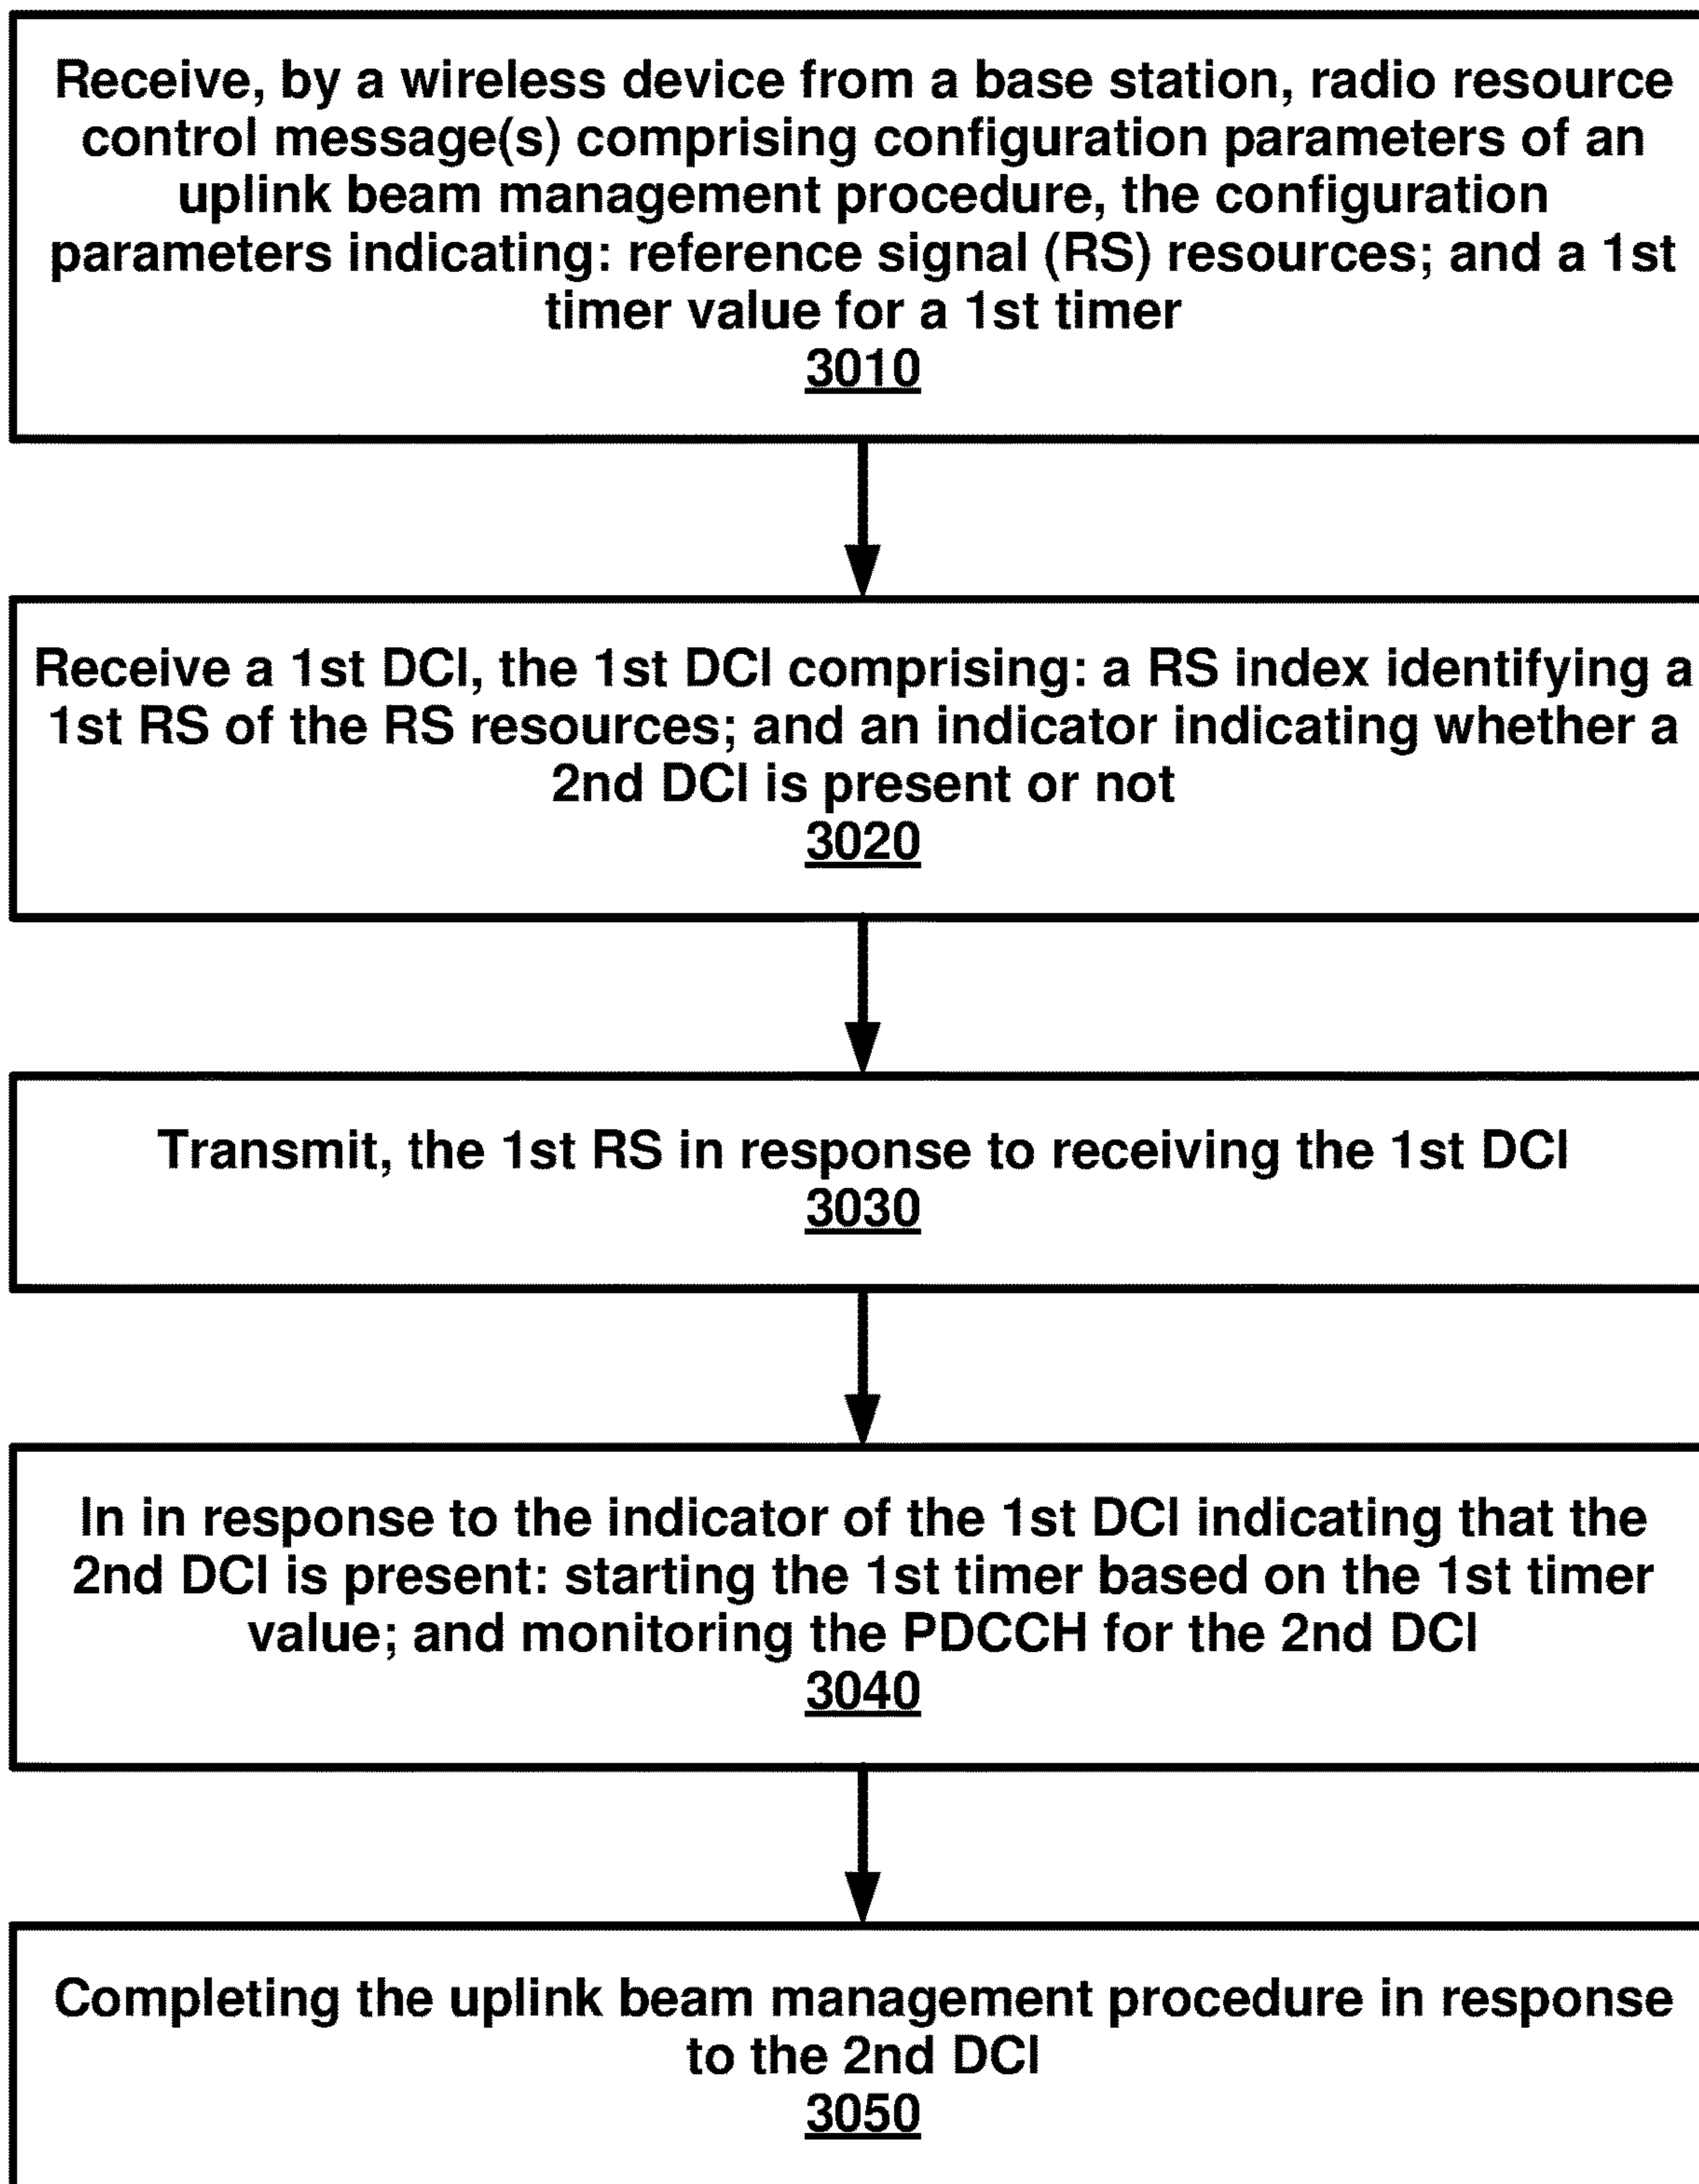 Receive, by a wireless device from a base station, radio resource
control message(s) comprising configuration parameters of an
uplink beam management procedure, the configuration
parameters indicating: reference signal (RS) resources; and a 1st
timer value for a 1st timer
3010
Receive a 1st DCI, the 1st DCI comprising: a RS index identifying a
1st RS of the RS resources; and an indicator indicating whether a
2nd DCI is present or not
3020
Transmit, the 1st RS in response to receiving the 1st DCI
3030
In in response to the indicator of the 1st DCI indicating that the
2nd DCI is present: starting the 1st timer based on the 1st timer
value; and monitoring the PDCCH for the 2nd DCI
3040
Completing the uplink beam management procedure in response
to the 2nd DCI
3050